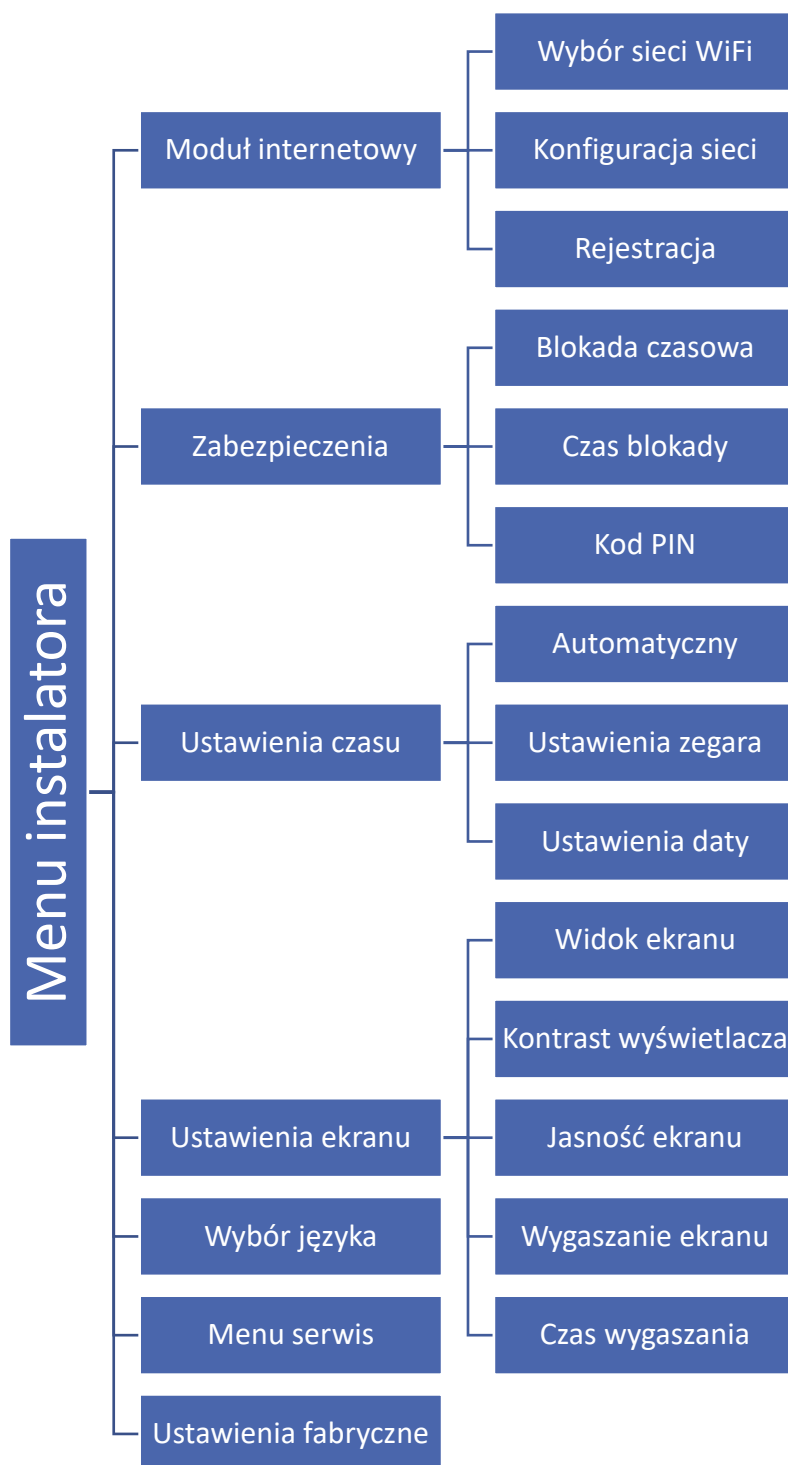 Menu instalatora
Moduł internetowy
Wybór sieci WiFi
Konfiguracja sieci
Rejestracja
Zabezpieczenia
Blokada czasowa
Czas blokady
Kod PIN
Ustawienia czasu
Automatyczny
Ustawienia zegara
Ustawienia daty
Ustawienia ekranu
Widok ekranu
Kontrast wyświetlacza
Jasność ekranu
Wygaszanie ekranu
Czas wygaszania
Wybór języka
Menu serwis
Ustawienia fabryczne